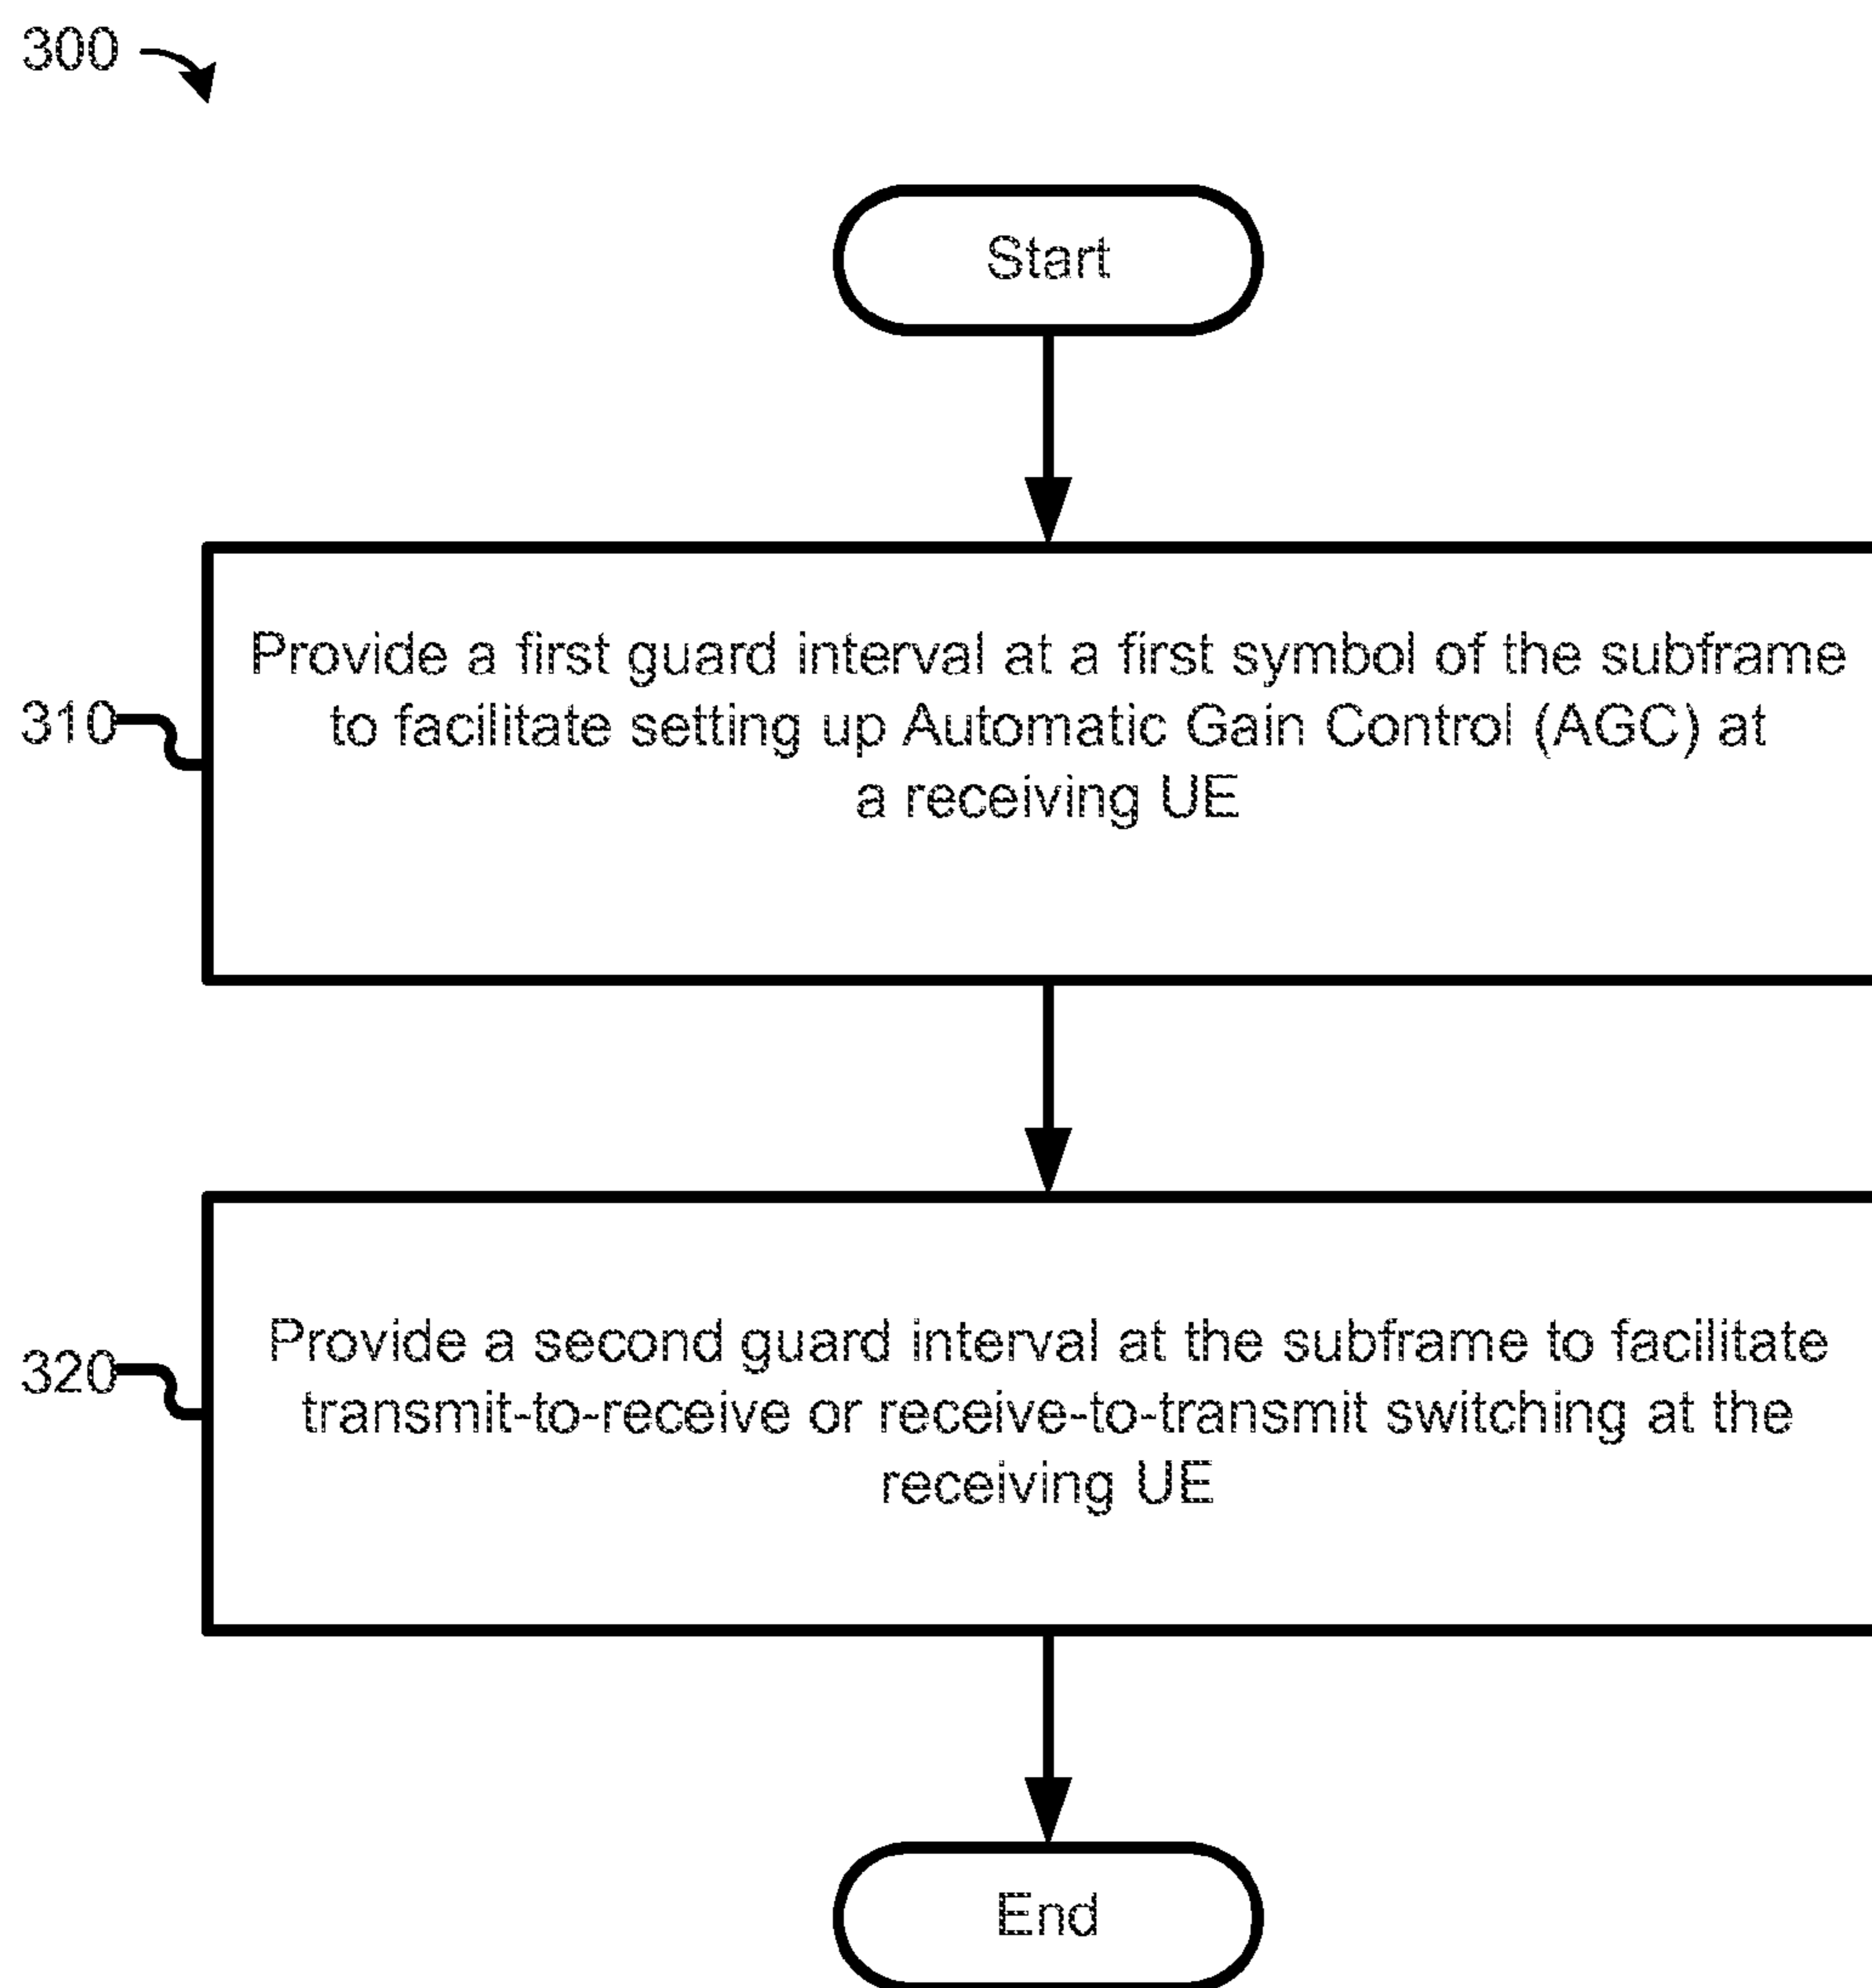 300
Start
310
Provide a first guard interval at a first symbol of the subframe
to facilitate setting up Automatic Gain Control (AGC) at
a receiving UE
320
Provide a second guard interval at the subframe to facilitate
transmit-to-receive or receive-to-transmit switching at the
receiving UE
End